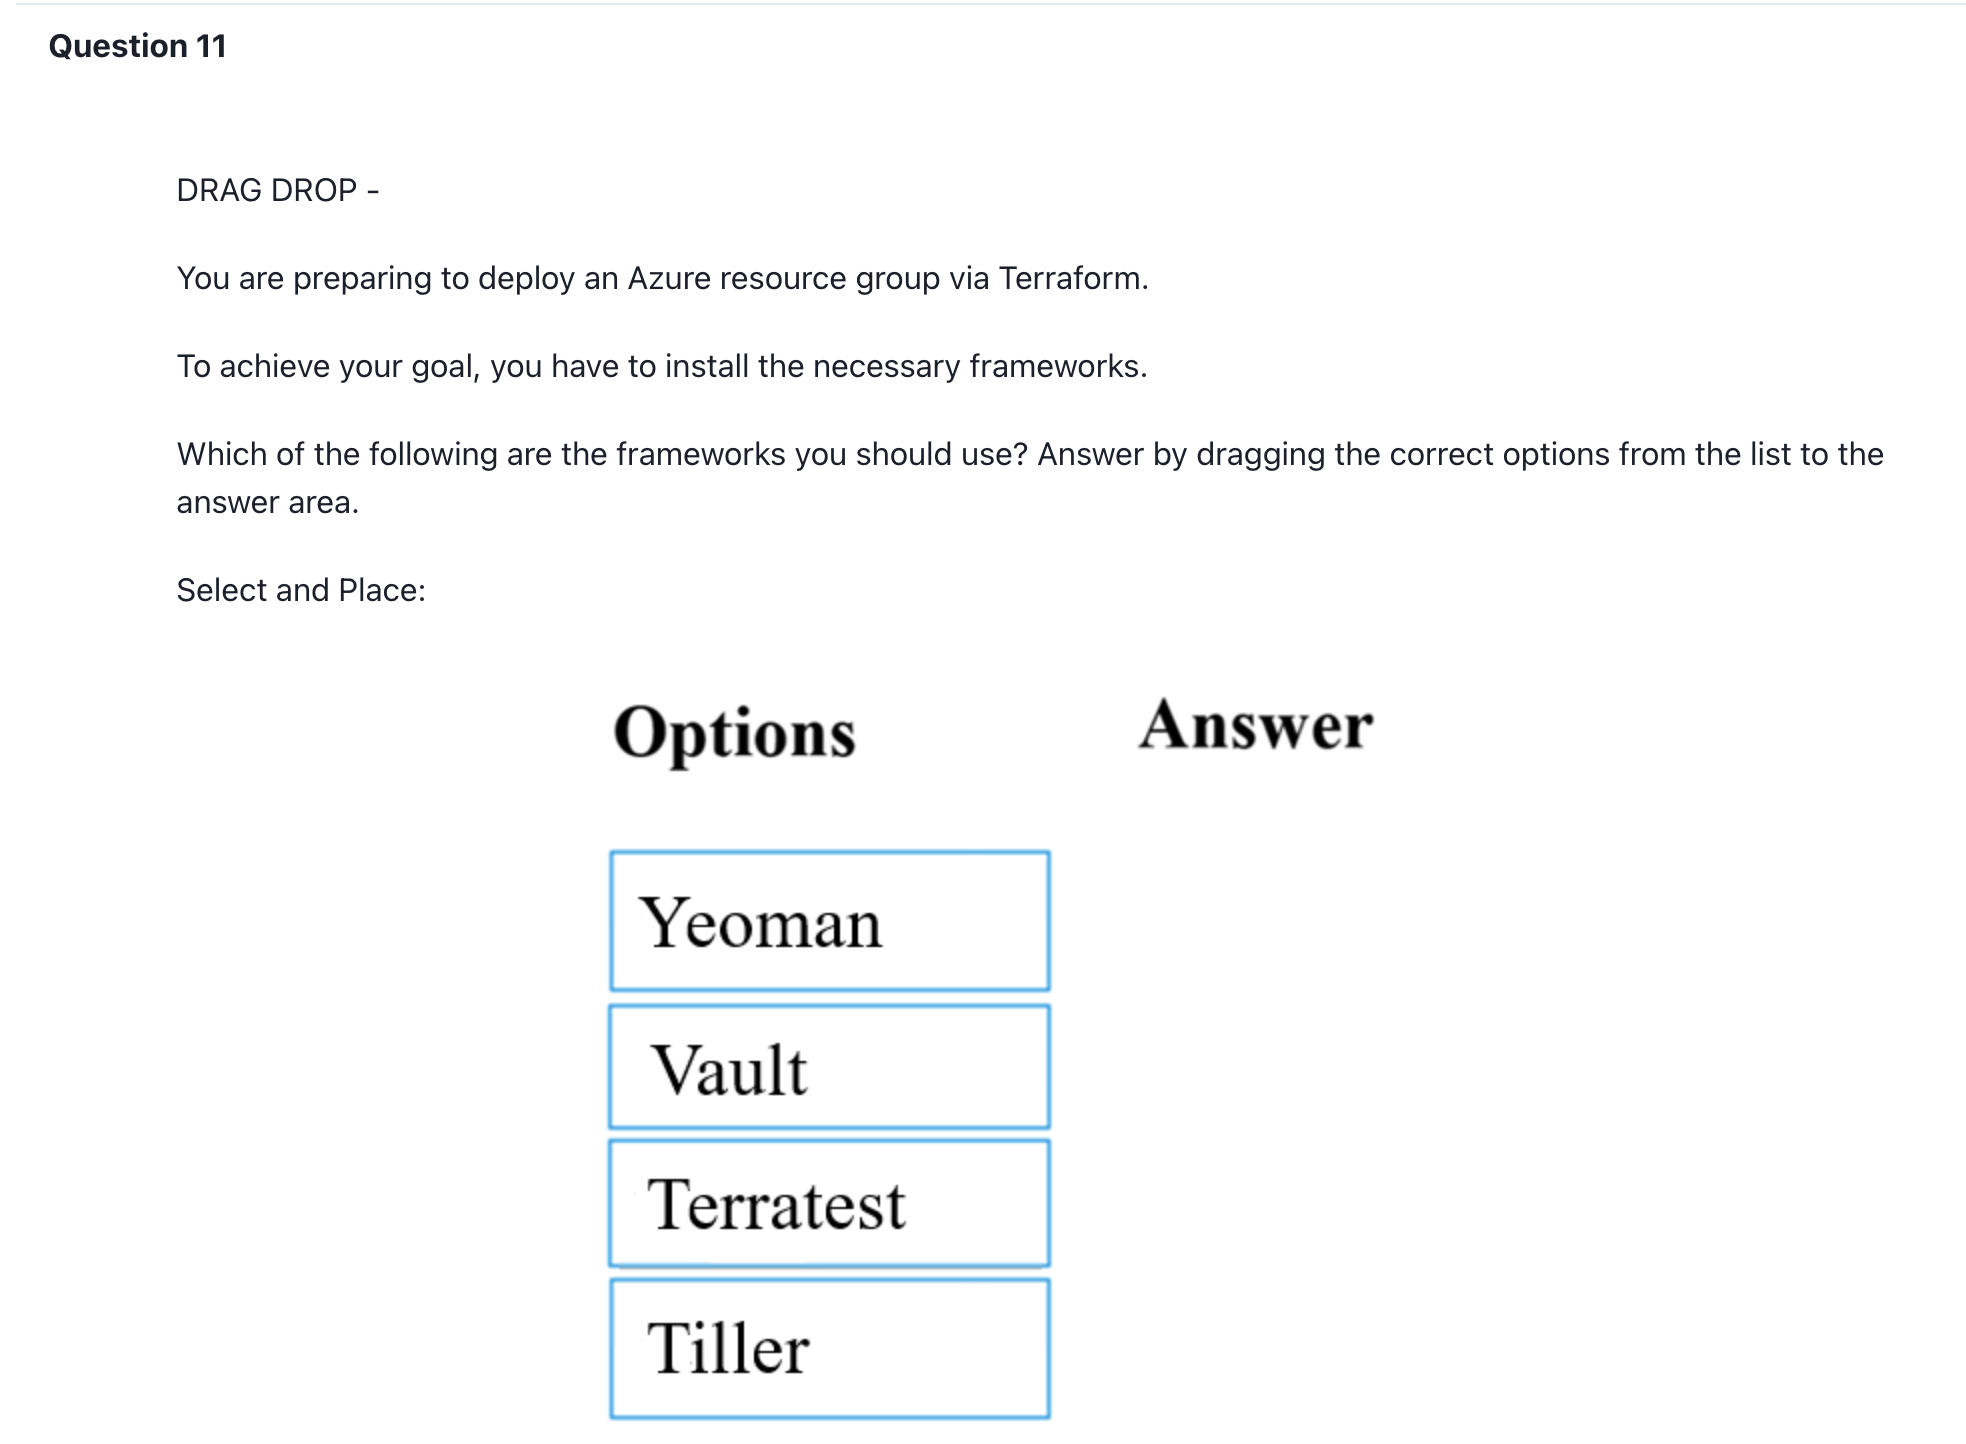 Question 11
DRAG DROP -
You are preparing to deploy an Azure resource group via Terraform.
To achieve your goal, you have to install the necessary frameworks.
Which of the following are the frameworks you should use? Answer by dragging the correct options from the list to the
answer area.
Select and Place:
Options
Answer
Yeoman
Vault
Terratest
Tiller